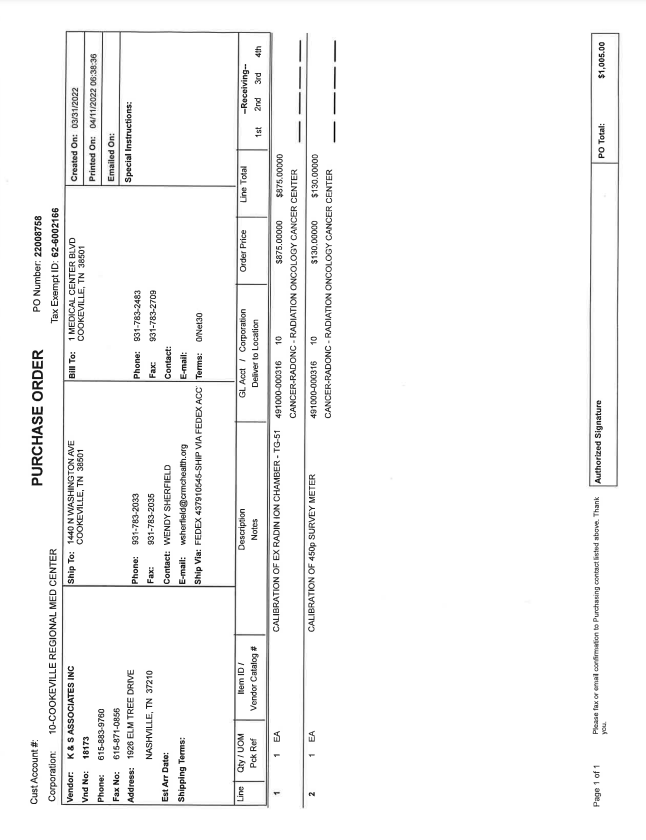 PURCHASE ORDER
Cust Account #:
PO Number: 22008758
Corporation: 10-COOKEVILLE REGIONAL MED CENTER
Tax Exempt ID: 62-6002166
Vendor: K & S ASSOCIATES INC
Vnd No: 18173
Phone: 615-883-9760
Fax No: 615-871-0856
Address: 1926 ELM TREE DRIVE
NASHVILLE, TN 37210
Est Arr Date:
Shipping Terms:
Ship To: 1440 N WASHINGTON AVE
COOKEVILLE, TN 38501
Phone: 931-783-2033
Fax: 931-783-2035
Contact: WENDY SHERFIELD
E-mail: wsherfield@crmchealth.org
Ship Via: FEDEX 437910545-SHIP VIA FEDEX ACC
Bill To: 1 MEDICAL CENTER BLVD
COOKEVILLE, TN 38501
Phone: 931-783-2483
Fax: 931-783-2709
Contact:
E-mail:
Terms: 0/Net30
Created On: 03/31/2022
Printed On: 04/11/2022 06:38:36
Emailed On:
Special Instructions:
Line Qty / UOM Item ID / Description GL Acct / Corporation Order Price Line Total --Receiving--
Pck Ref Vendor Catalog # Notes Deliver to Location 1st 2nd 3rd 4th
1 1 EA CALIBRATION OF EX RADIN ION CHAMBER - TG-51 491000-000316 10 $875.00000 $875.00000
CANCER-RADONC - RADIATION ONCOLOGY CANCER CENTER
2 1 EA CALIBRATION OF 450p SURVEY METER 491000-000316 10 $130.00000 $130.00000
CANCER-RADONC - RADIATION ONCOLOGY CANCER CENTER
Page 1 of 1
Please fax or email confirmation to Purchasing contact listed above. Thank
you.
Authorized Signature
PO Total: $1,005.00